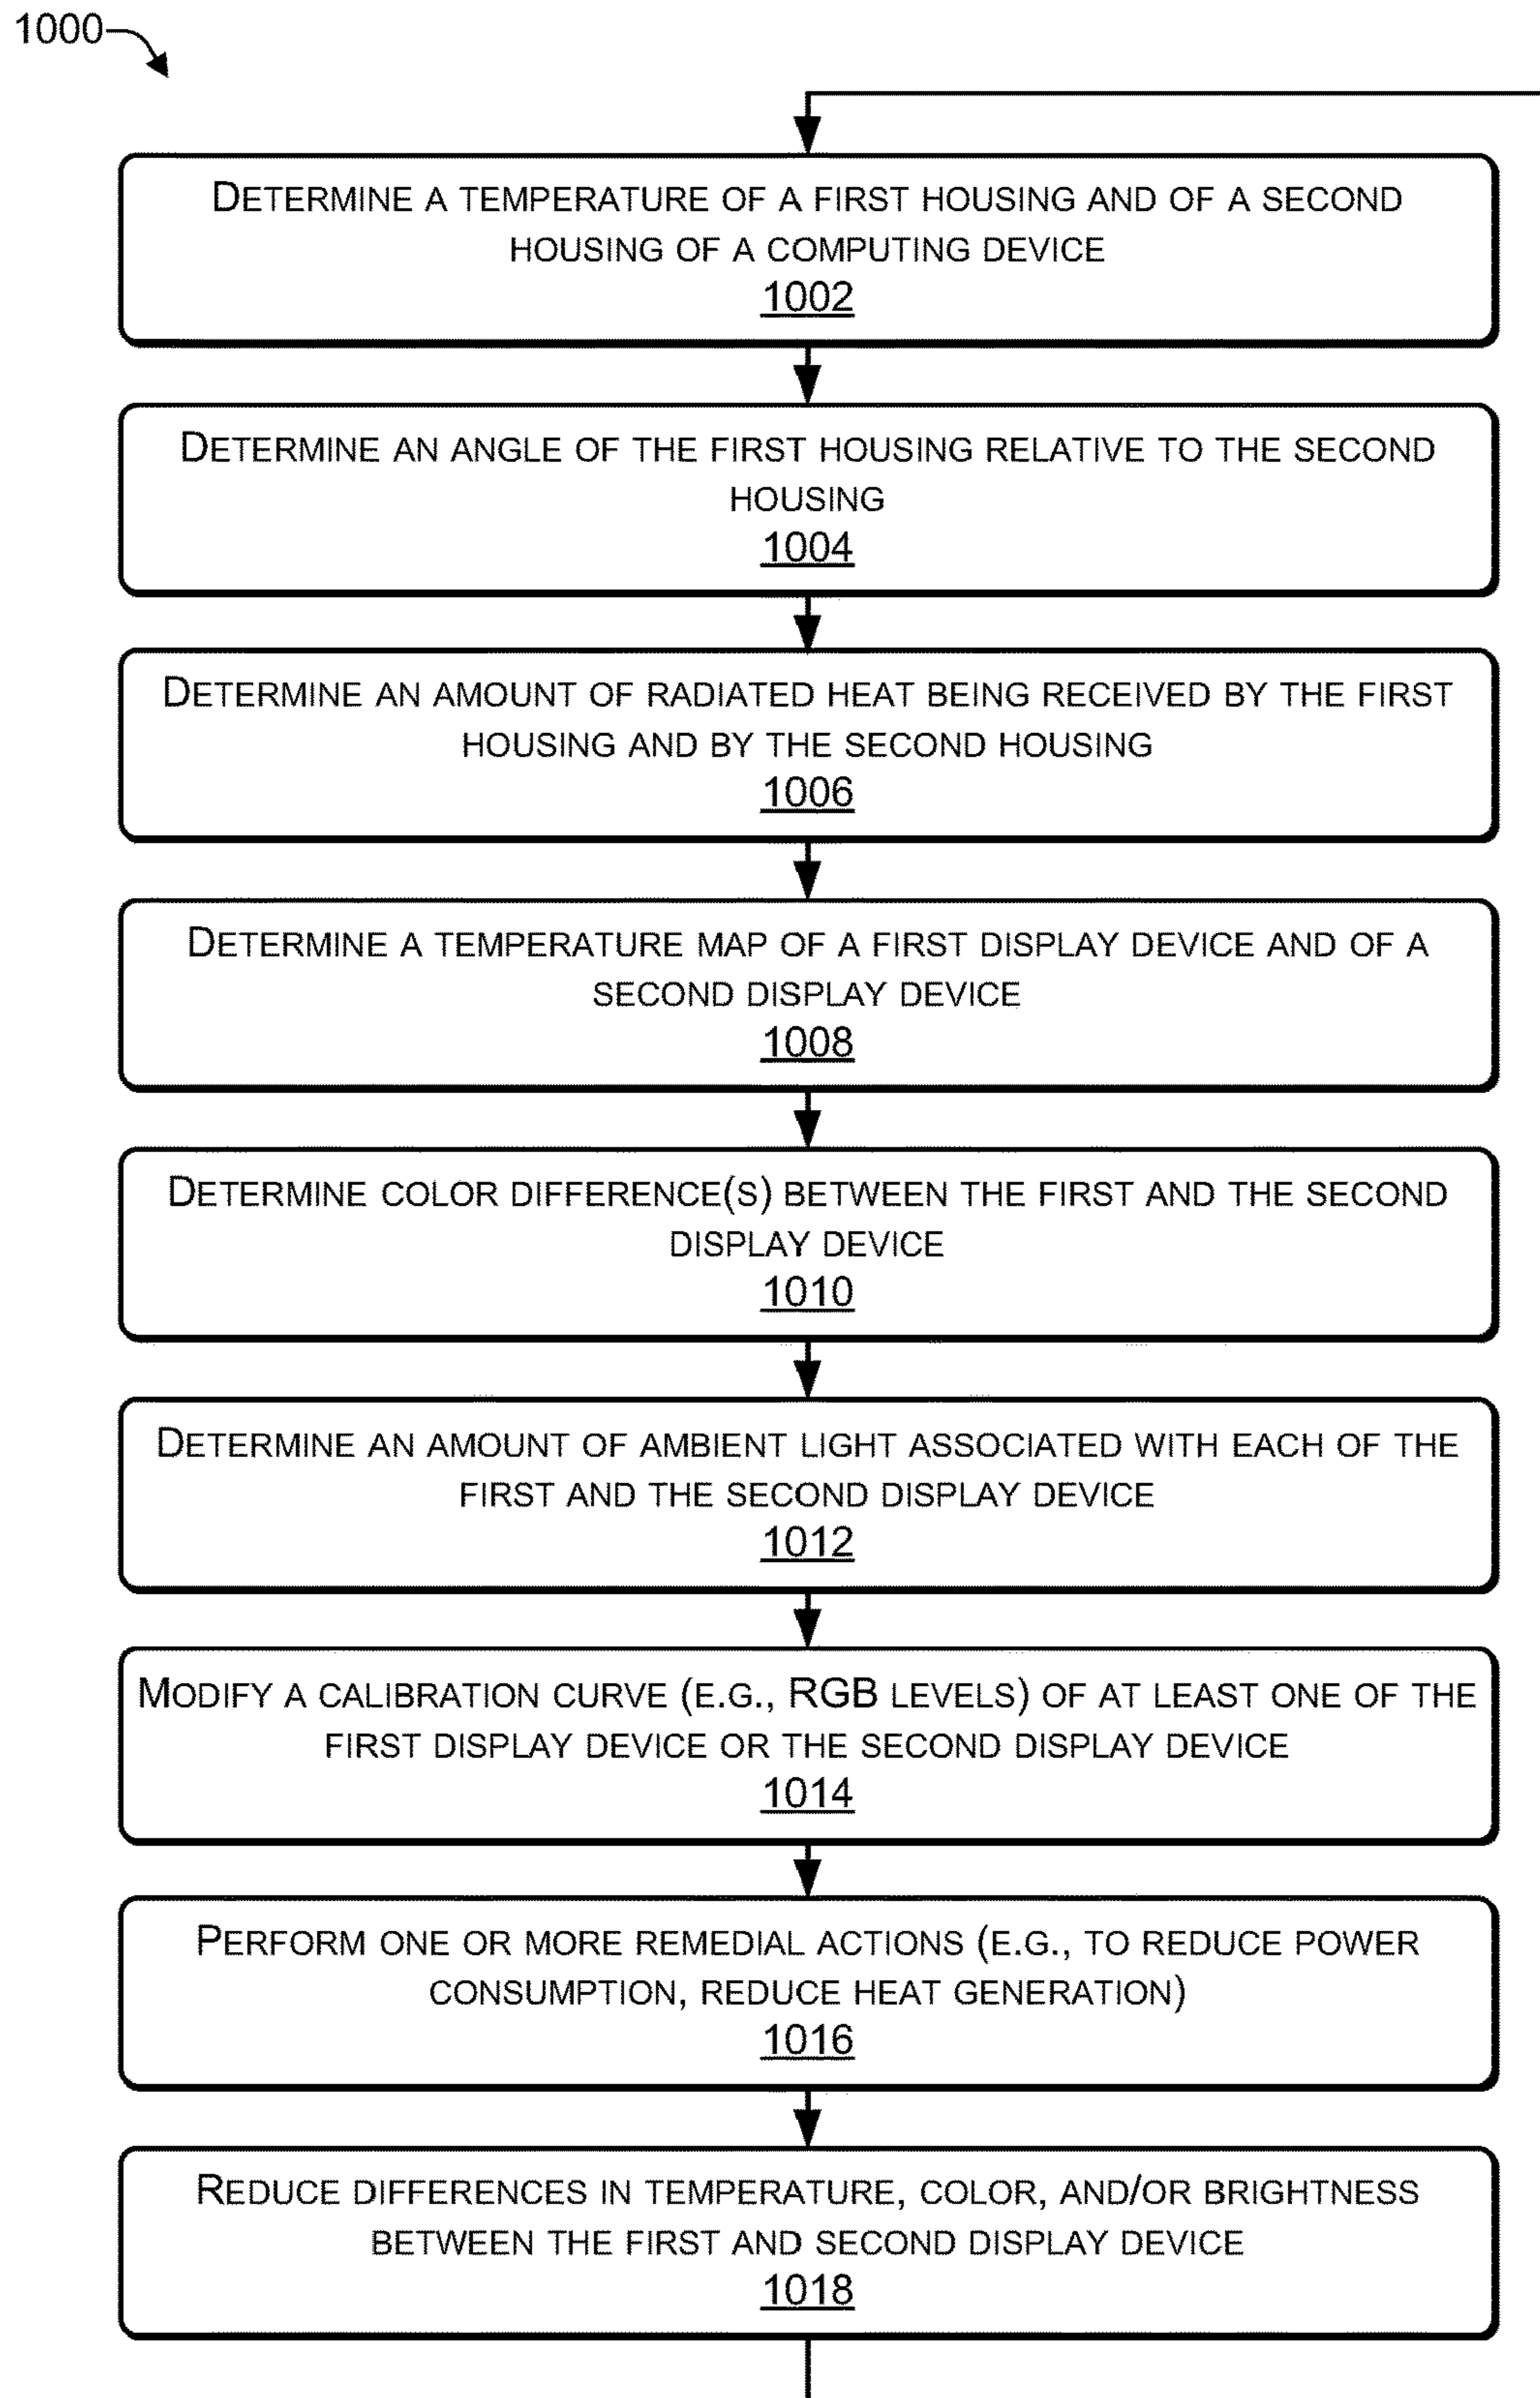 1000
DETERMINE A TEMPERATURE OF A FIRST HOUSING AND OF A SECOND
HOUSING OF A COMPUTING DEVICE
1002
DETERMINE AN ANGLE OF THE FIRST HOUSING RELATIVE TO THE SECOND
HOUSING
1004
DETERMINE AN AMOUNT OF RADIATED HEAT BEING RECEIVED BY THE FIRST
HOUSING AND BY THE SECOND HOUSING
1006
DETERMINE A TEMPERATURE MAP OF A FIRST DISPLAY DEVICE AND OF A
SECOND DISPLAY DEVICE
1008
DETERMINE COLOR DIFFERENCE(S) BETWEEN THE FIRST AND THE SECOND
DISPLAY DEVICE
1010
DETERMINE AN AMOUNT OF AMBIENT LIGHT ASSOCIATED WITH EACH OF THE
FIRST AND THE SECOND DISPLAY DEVICE
1012
MODIFY A CALIBRATION CURVE (E.G., RGB LEVELS) OF AT LEAST ONE OF THE
FIRST DISPLAY DEVICE OR THE SECOND DISPLAY DEVICE
1014
PERFORM ONE OR MORE REMEDIAL ACTIONS (E.G., TO REDUCE POWER
CONSUMPTION, REDUCE HEAT GENERATION)
1016
REDUCE DIFFERENCES IN TEMPERATURE, COLOR, AND/OR BRIGHTNESS
BETWEEN THE FIRST AND SECOND DISPLAY DEVICE
1018